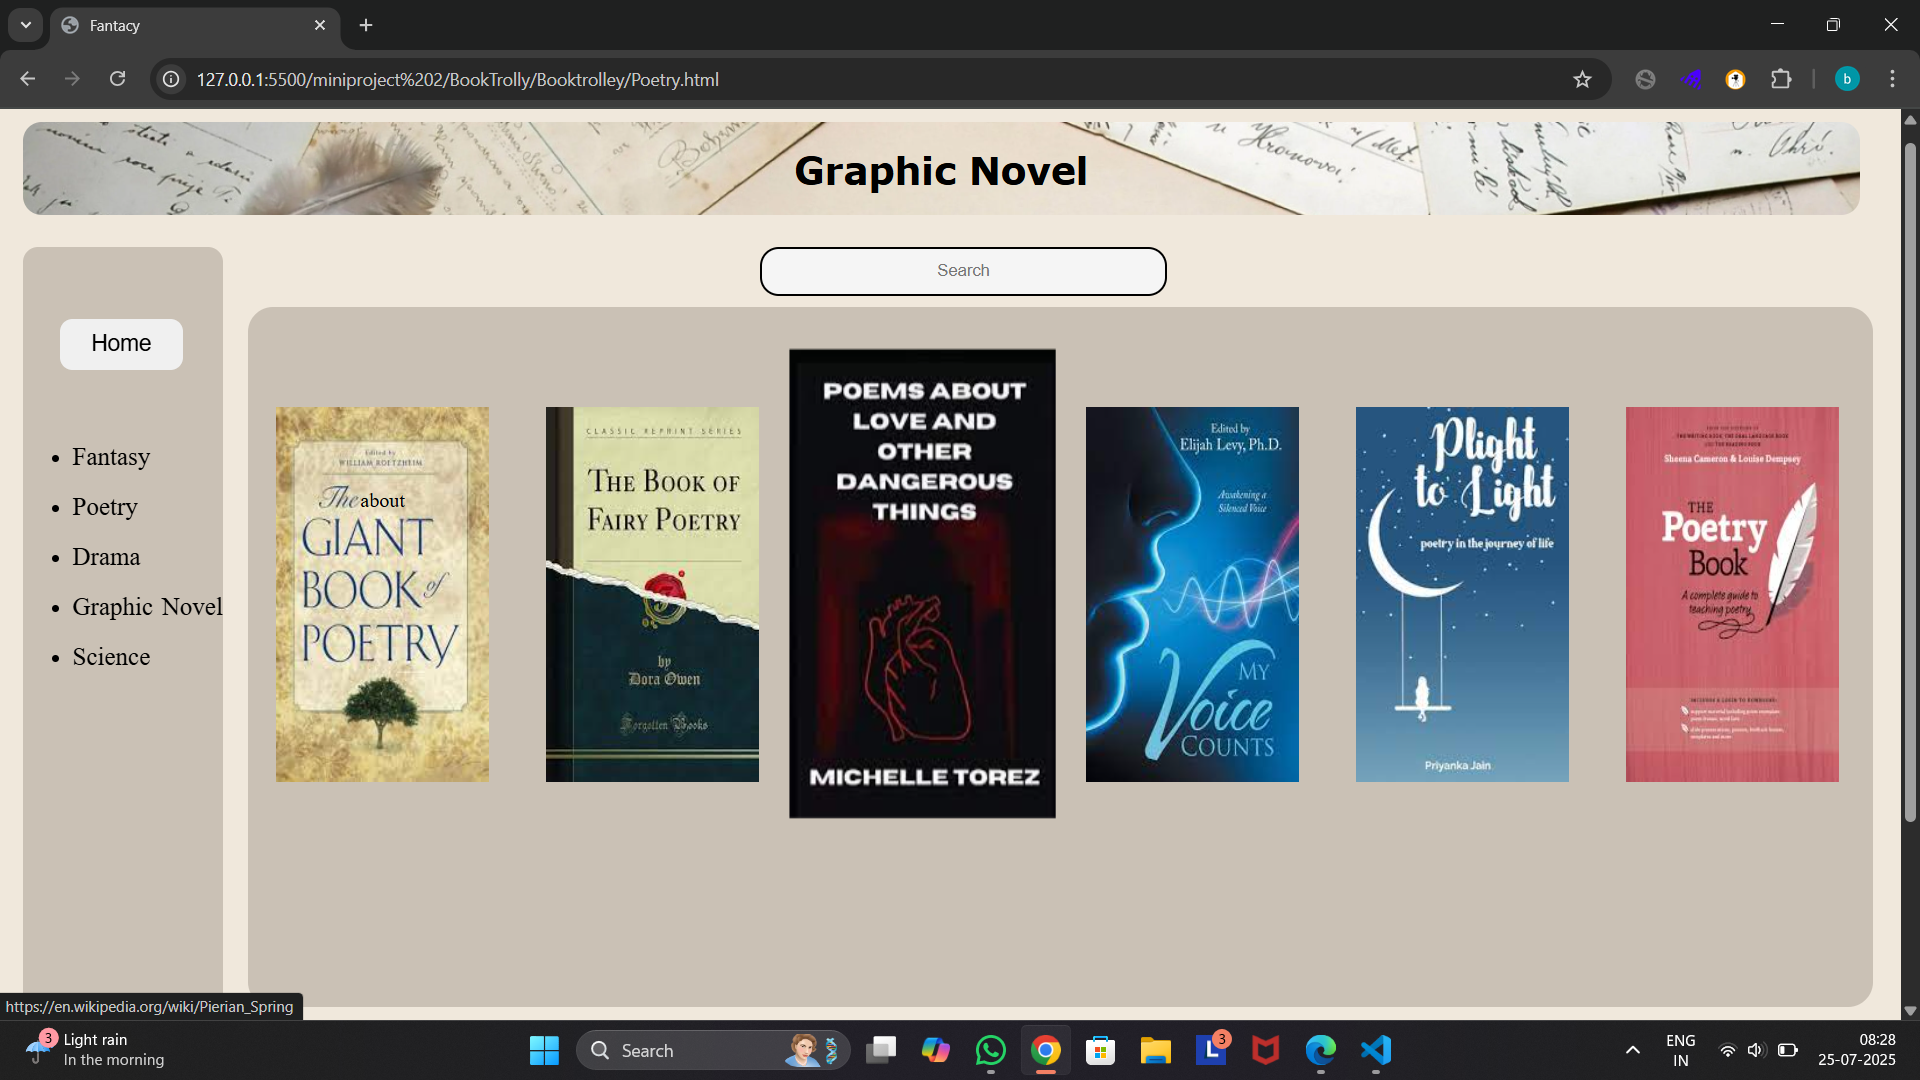 Fantacy
127.0.0.1:5500/miniproject%202/BookTrolly/Booktrolley/Poetry.html
b
Graphic Novel
Search
Home
Fantasy
Poetry
Drama
Graphic Novel
Science
Edited by
WILLIAM ROETZHEIM
The about
GIANT
BOOK of
POETRY
CLASSIC REPRINT SERIES
THE BOOK OF
FAIRY POETRY
by
Dora Owen
Forgotten Books
POEMS ABOUT
LOVE AND
OTHER
DANGEROUS
THINGS
MICHELLE TOREZ
Edited by
Elijah Levy, Ph.D.
Awakening a
Silenced Voice
MY
Voice
COUNTS
Plight
to Light
poetry in the journey of life
Priyanka Jain
Sheena Cameron & Louise Dempsey
THE
Poetry
Book
A complete guide to
teaching poetry
https://en.wikipedia.org/wiki/Pierian_Spring
3
Light rain
In the morning
Search
L
3
ENG
IN
08:28
25-07-2025